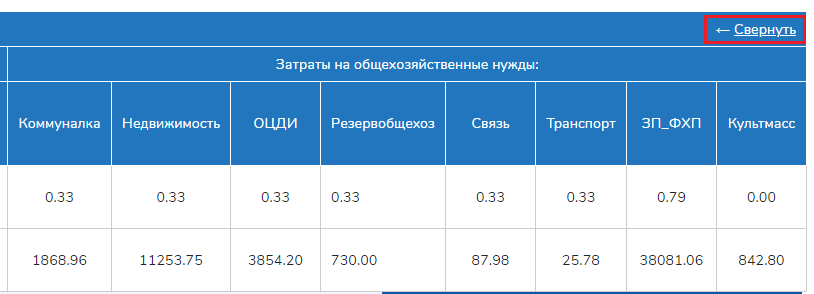 ← Свернуть
Затраты на общехозяйственные нужды:
Коммуналка Недвижимость ОЦДИ Резервобщехоз Связь Транспорт ЗП_ФХП Культмасс
0.33 0.33 0.33 0.33 0.33 0.33 0.79 0.00
1868.96 11253.75 3854.20 730.00 87.98 25.78 38081.06 842.80